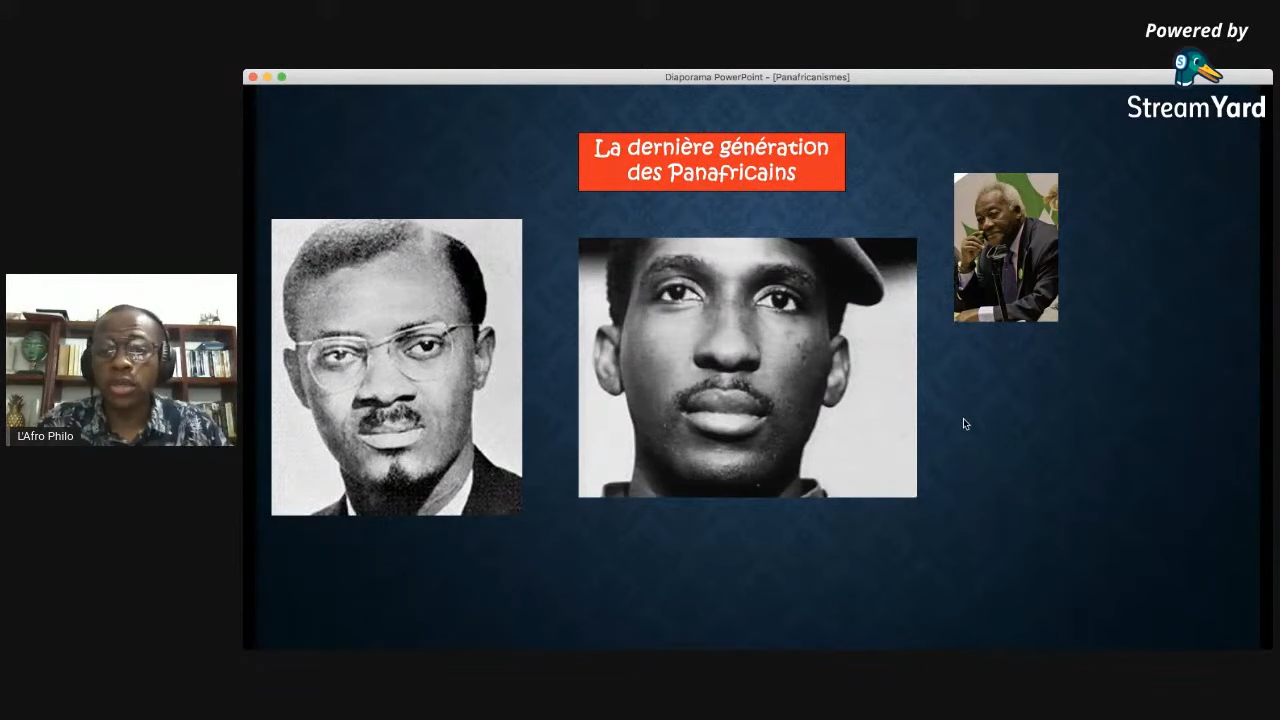 Powered by
StreamYard
Diaporama PowerPoint - [Panafricanismes]
La dernière génération
des Panafricains
L'Afro Philo